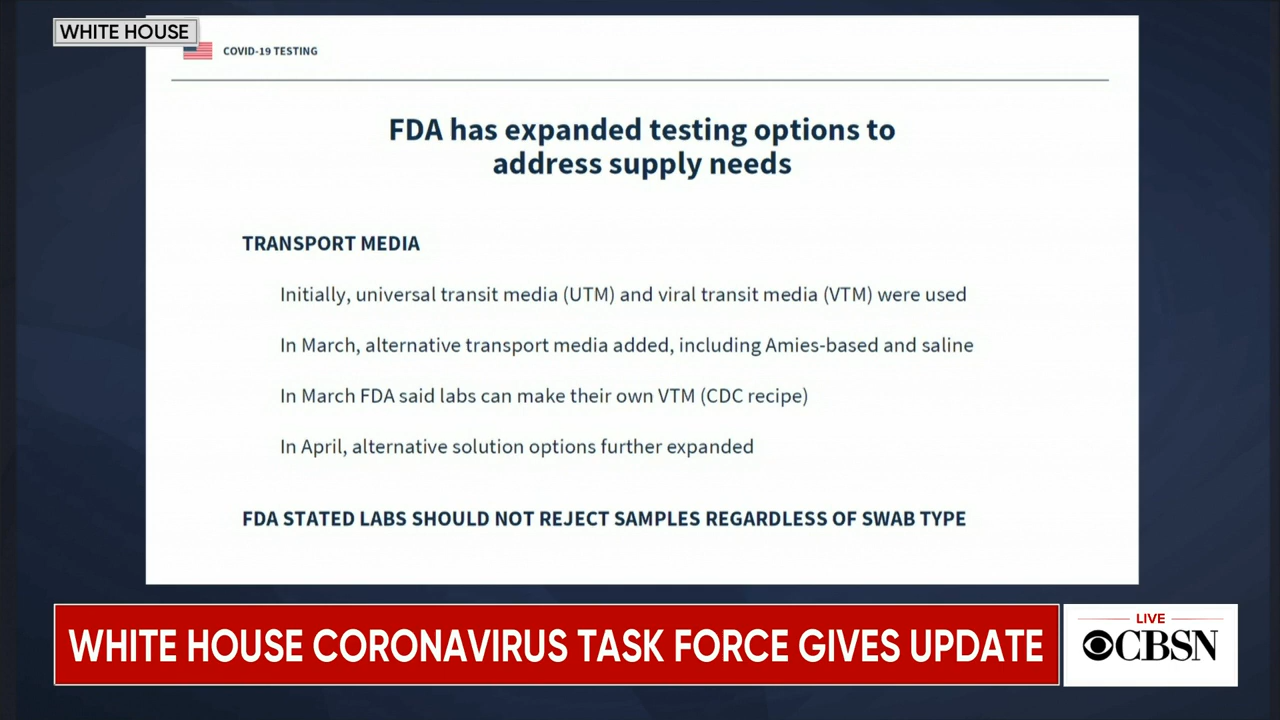 WHITE HOUSE
COVID-19 TESTING
FDA has expanded testing options to
address supply needs
TRANSPORT MEDIA
Initially, universal transit media (UTM) and viral transit media (VTM) were used
In March, alternative transport media added, including Amies-based and saline
In March FDA said labs can make their own VTM (CDC recipe)
In April, alternative solution options further expanded
FDA STATED LABS SHOULD NOT REJECT SAMPLES REGARDLESS OF SWAB TYPE
WHITE HOUSE CORONAVIRUS TASK FORCE GIVES UPDATE
LIVE
CBSN